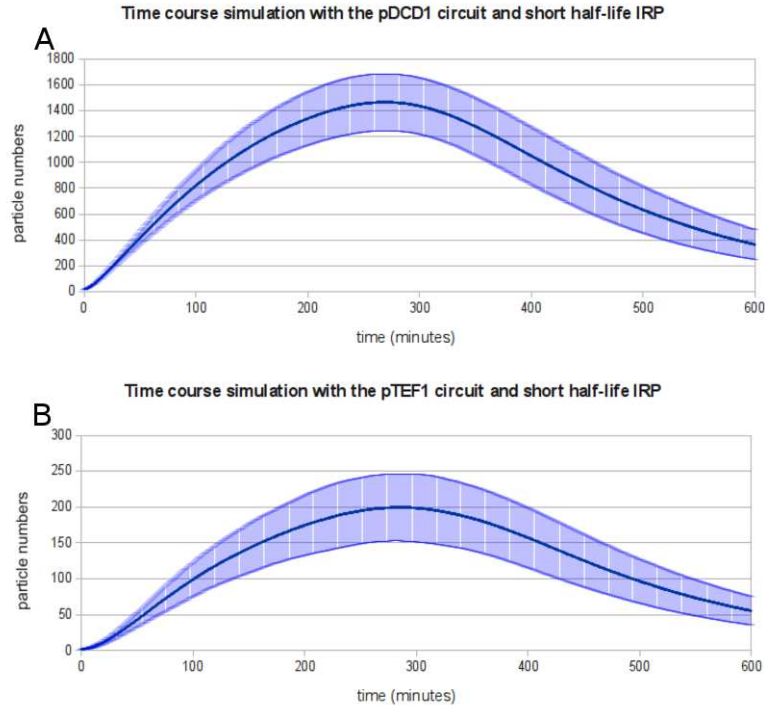 Time course simulation with the pDCD1 circuit and short half-life IRP
A
1800
1600
1400
1200
1000
800
600
400
200
0
particle numbers
0 100 200 300 400 500 600
time (minutes)
Time course simulation with the pTEF1 circuit and short half-life IRP
B
300
250
200
150
100
50
0
particle numbers
0 100 200 300 400 500 600
time (minutes)